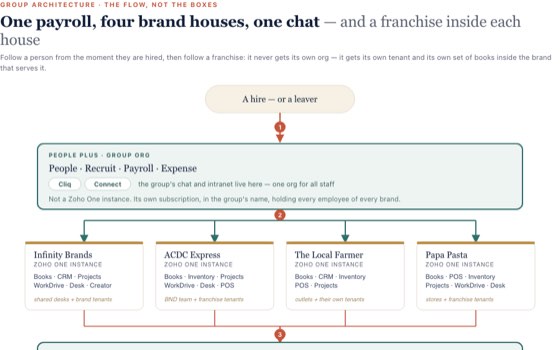 GROUP ARCHITECTURE · THE FLOW, NOT THE BOXES
One payroll, four brand houses, one chat — and a franchise inside each
house
Follow a person from the moment they are hired, then follow a franchise: it never gets its own org — it gets its own tenant and its own set of books inside the brand
that serves it.
A hire — or a leaver
1
PEOPLE PLUS · GROUP ORG
People · Recruit · Payroll · Expense
Cliq Connect the group's chat and intranet live here — one org for all staff
Not a Zoho One instance. Its own subscription, in the group's name, holding every employee of every brand.
2
Infinity Brands
ZOHO ONE INSTANCE
Books · CRM · Projects
WorkDrive · Desk · Creator
shared desks + brand tenants
ACDC Express
ZOHO ONE INSTANCE
Books · Inventory · Projects
WorkDrive · Desk · POS
BND team + franchise tenants
The Local Farmer
ZOHO ONE INSTANCE
Books · CRM · Inventory
POS · Projects · Creator
outlets + their own tenants
Papa Pasta
ZOHO ONE INSTANCE
Books · POS · Inventory
Projects · WorkDrive · Desk
stores + franchise tenants
3